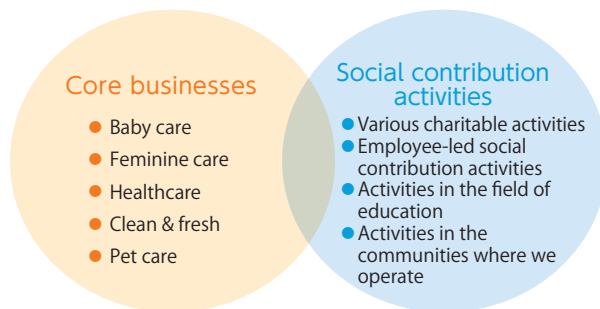 Core businesses
● Baby care
● Feminine care
● Healthcare
● Clean & fresh
● Pet care
Social contribution
activities
● Various charitable activities
● Employee-led social
contribution activities
● Activities in the field of
education
● Activities in the
communities where we
operate